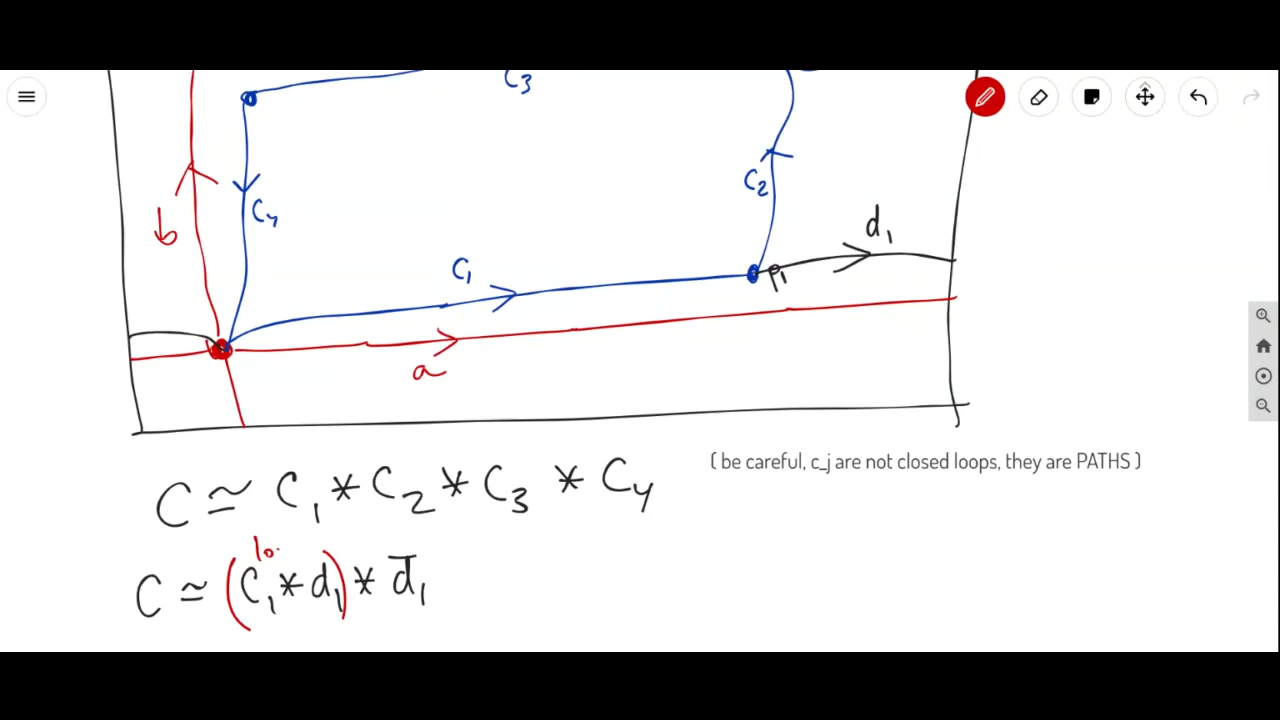 c₃
c₂
d₁
b
c₄
c₁
p₁
a
C ≃ C₁ * C₂ * C₃ * C₄
( be careful, c_j are not closed loops, they are PATHS )
lo.
C ≃ (C₁ * d₁) * d̅₁